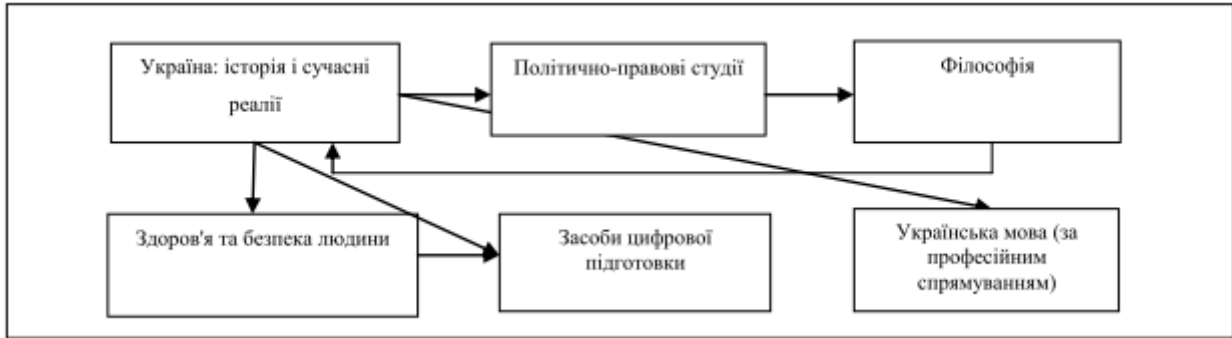 Україна: історія і сучасні
реалії
Політично-правові студії
Філософія
Здоров'я та безпека людини
Засоби цифрової
підготовки
Українська мова (за
професійним
спрямуванням)